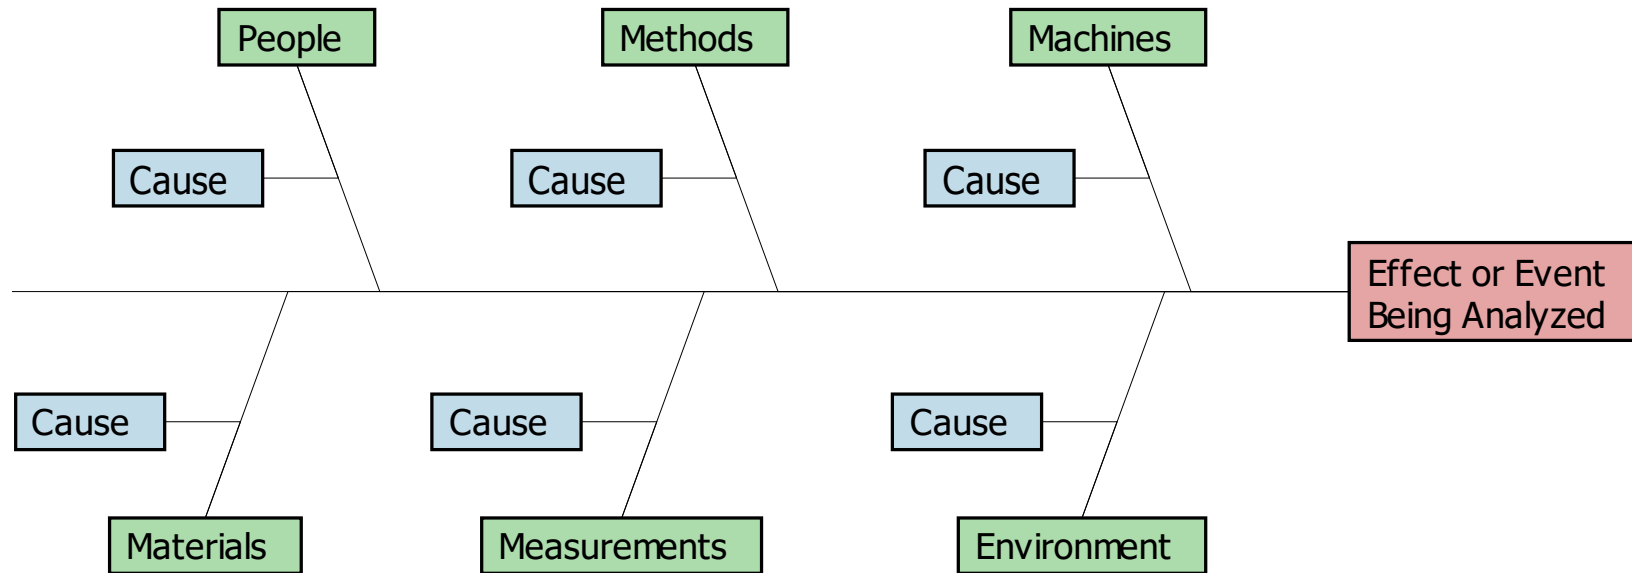 People
Methods
Machines
Cause
Cause
Cause
Effect or Event
Being Analyzed
Cause
Cause
Cause
Materials
Measurements
Environment